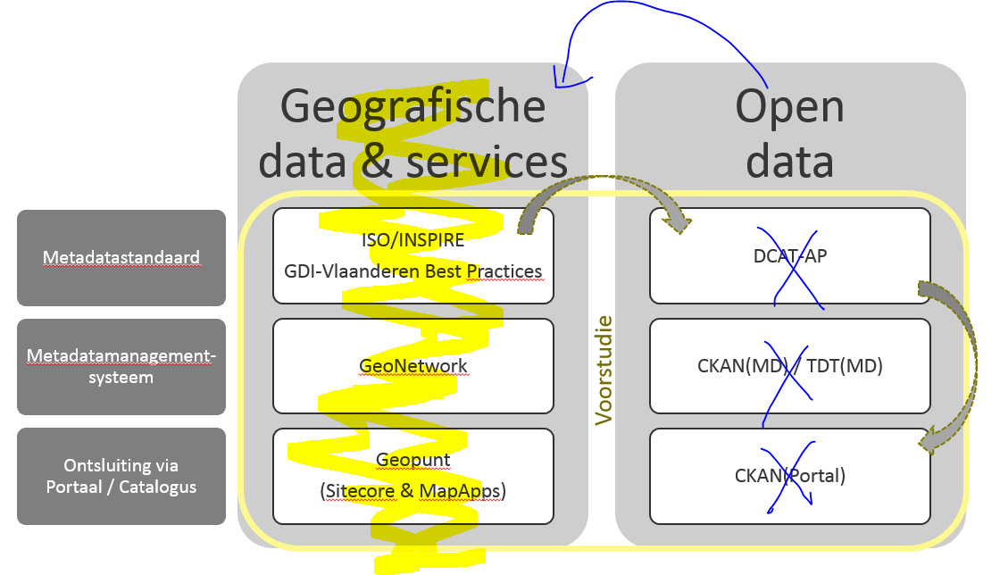 Geografische
data & services
Open
data
Metadatastandaard
ISO/INSPIRE
GDI-Vlaanderen Best Practices
DCAT-AP
Metadatamanagement-
systeem
GeoNetwork
Voorstudie
CKAN(MD) / TDT(MD)
Ontsluiting via
Portaal / Catalogus
Geopunt
(Sitecore & MapApps)
CKAN(Portal)